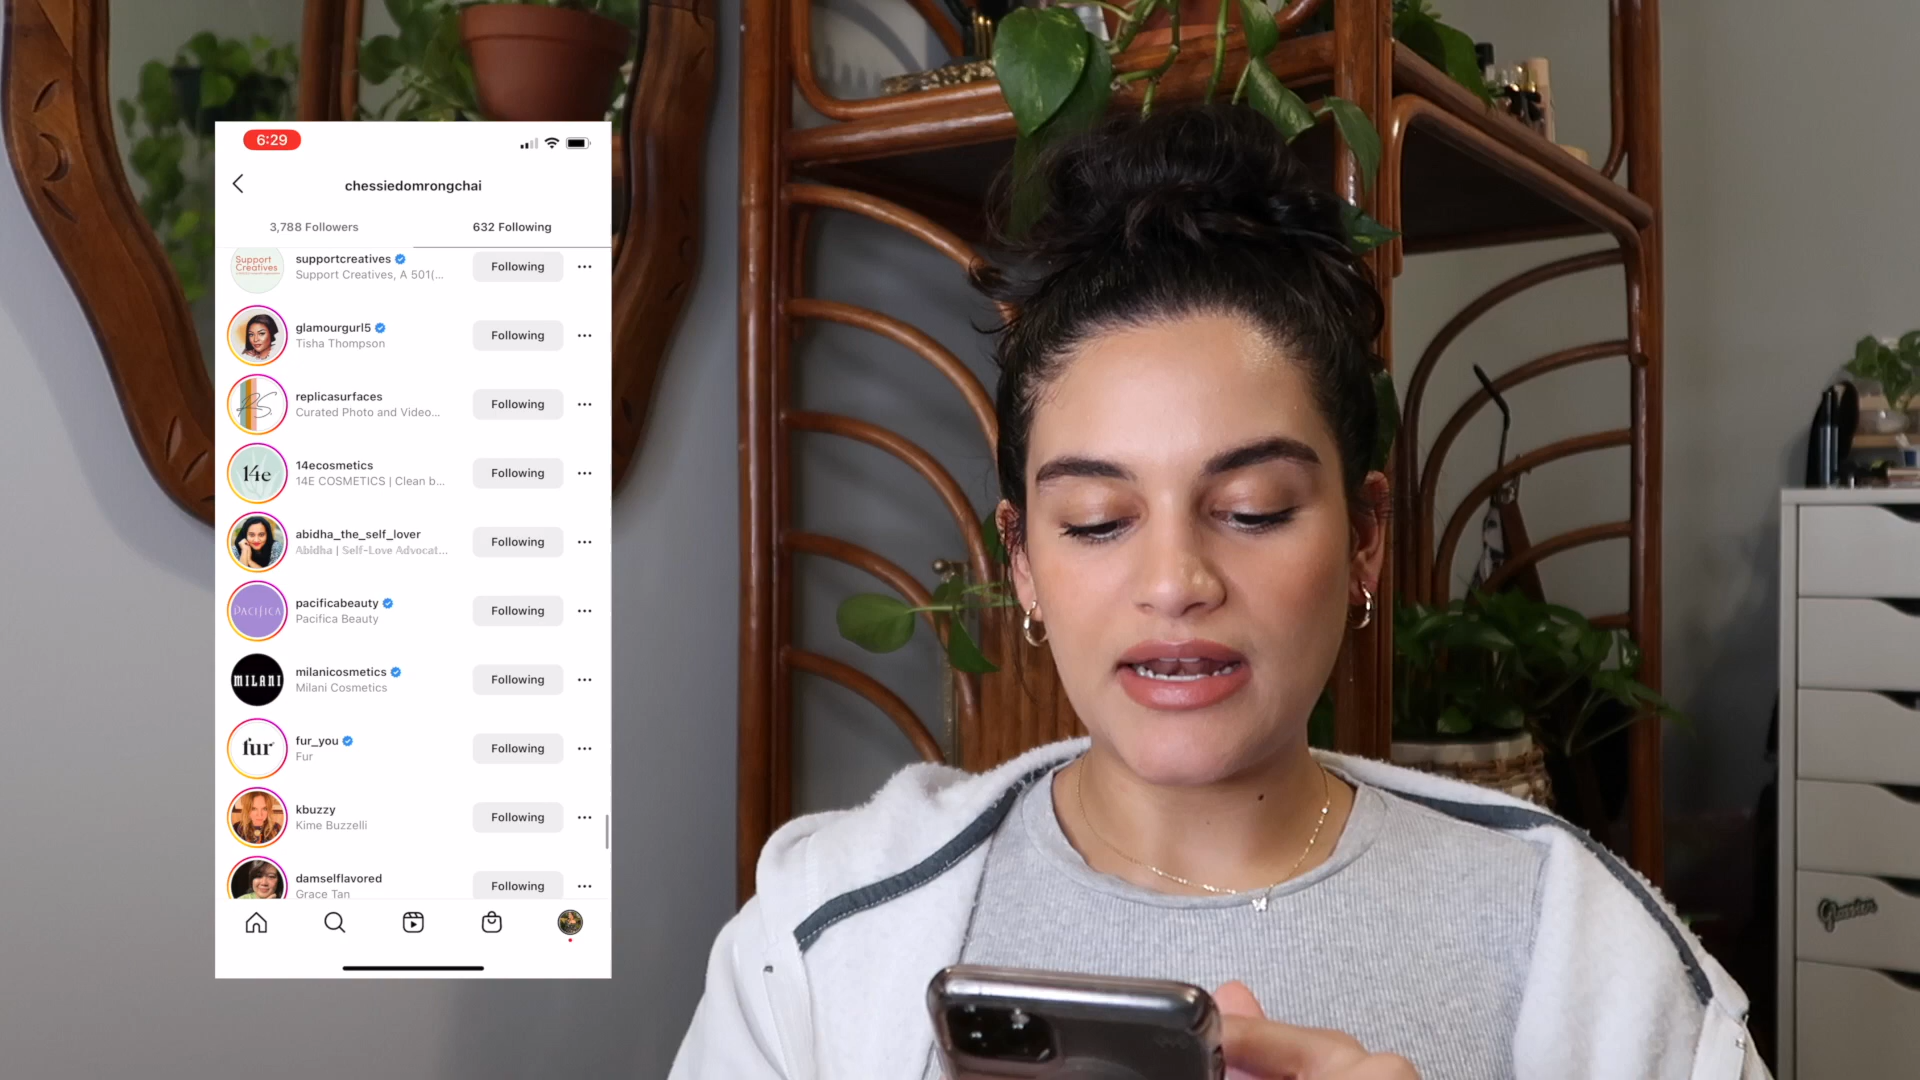 6:29
chessiedomrongchai
3,788 Followers
632 Following
Support
Creatives
supportcreatives
Support Creatives, A 501(...
Following
glamourgurl5
Tisha Thompson
Following
RS
replicasurfaces
Curated Photo and Video...
Following
14e
14ecosmetics
14E COSMETICS | Clean b...
Following
abidha_the_self_lover
Abidha | Self-Love Advocat...
Following
PACIFICA
pacificabeauty
Pacifica Beauty
Following
MILANI
milanicosmetics
Milani Cosmetics
Following
fur
fur_you
Fur
Following
kbuzzy
Kime Buzzelli
Following
damselflavored
Grace Tan
Following
Glossier